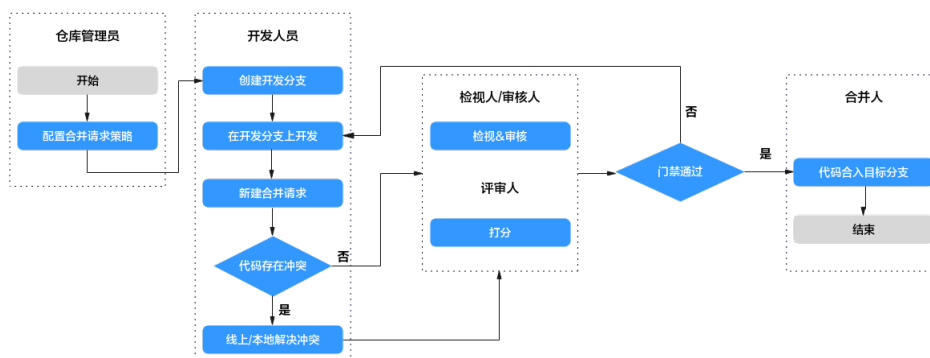 仓库管理员
开始
配置合并请求策略
开发人员
创建开发分支
在开发分支上开发
新建合并请求
代码存在冲突
否
是
线上/本地解决冲突
检视人/审核人
检视&审核
评审人
打分
门禁通过
否
是
合并人
代码合入目标分支
结束